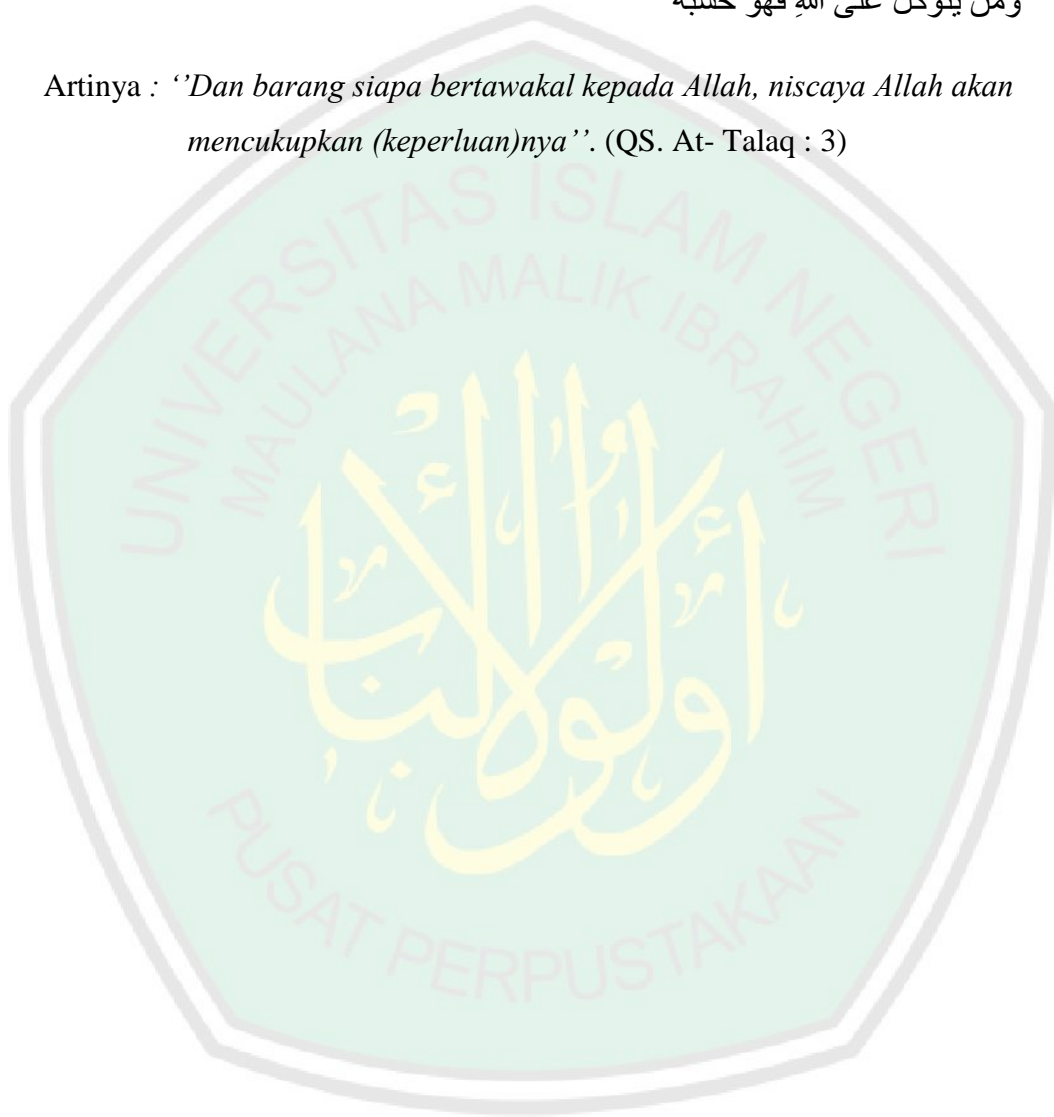 ومن يتوكل على اللهِ فهو حسبه
Artinya : ‘’Dan barang siapa bertawakal kepada Allah, niscaya Allah akan
mencukupkan (keperluan)nya’’. (QS. At- Talaq : 3)
UNIVERSITAS ISLAM NEGERI
MAULANA MALIK IBRAHIM
أولوا الألباب
PUSAT PERPUSTAKAAN